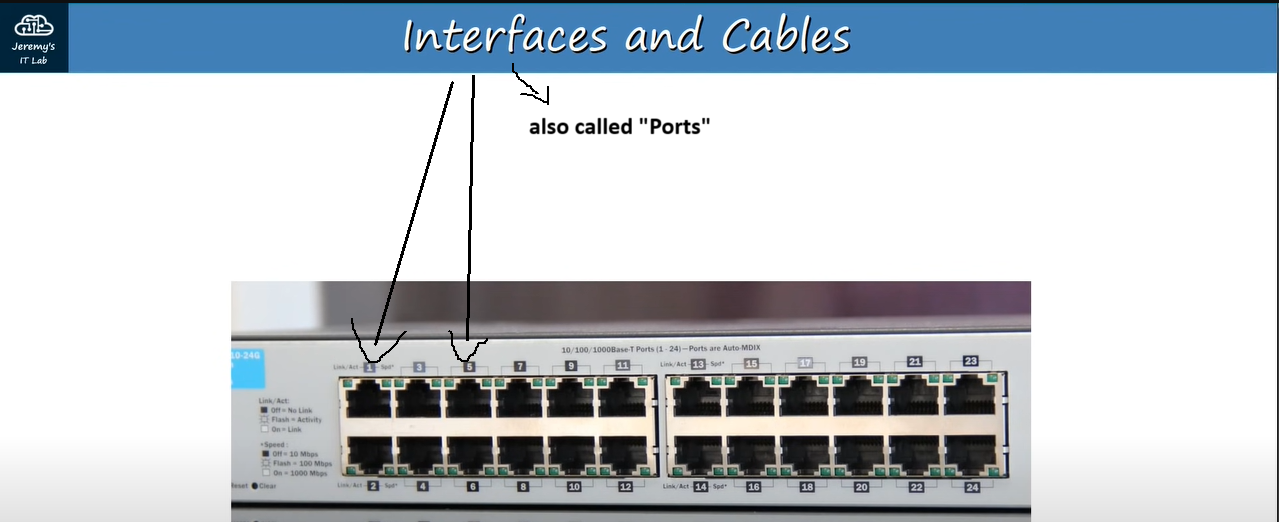 Jeremy's
IT Lab
Interfaces and Cables
also called "Ports"
10/100/1000Base-T Ports (1 - 24) — Ports are Auto-MDIX
10-24G
Link/Act 1 Spd* 3 5 7 9 11 Link/Act 13 Spd* 15 17 19 21 23
Link/Act:
Off = No Link
Flash = Activity
On = Link
*Speed:
Off = 10 Mbps
Flash = 100 Mbps
On = 1000 Mbps
Clear
Link/Act 2 Spd* 4 6 8 10 12 Link/Act 14 Spd* 16 18 20 22 24